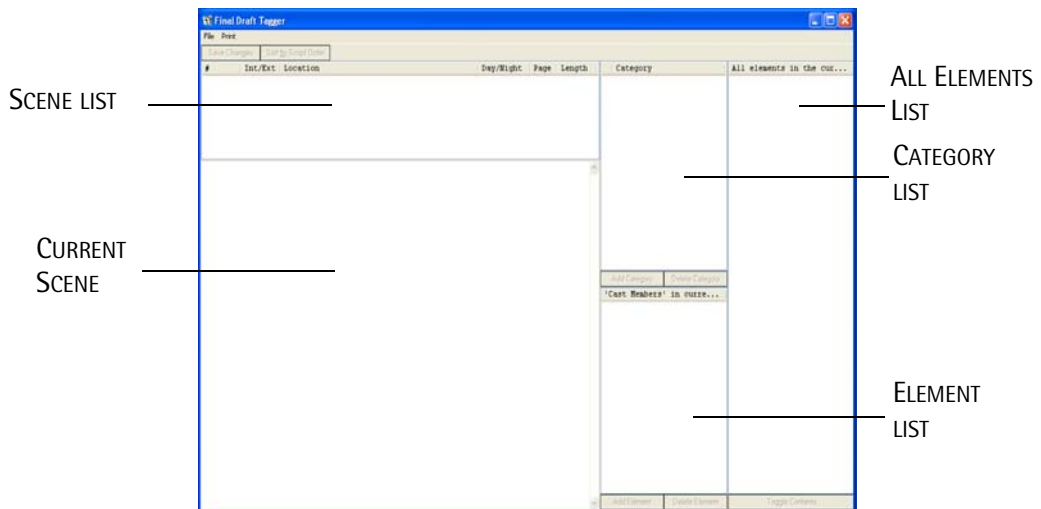 Final Draft Tagger
File Print
Save Changes Sort by Script Order
# Int/Ext Location Day/Night Page Length Category All elements in the cur...
SCENE LIST
ALL ELEMENTS
LIST
CATEGORY
LIST
CURRENT
SCENE
Add Category Delete Category
'Cast Members' in curre...
ELEMENT
LIST
Add Element Delete Element Toggle Contents